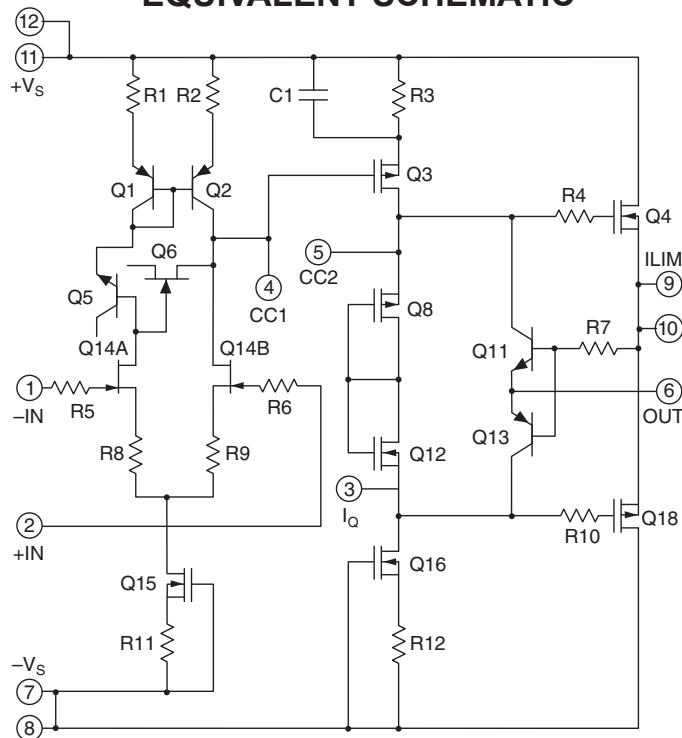 EQUIVALENT SCHEMATIC
12
11
+VS
R1
R2
C1
R3
Q1
Q2
Q3
R4
Q4
Q6
5
CC2
ILIM
9
Q5
4
CC1
Q8
10
Q14A
Q14B
Q11
R7
1
–IN
R5
R6
6
OUT
R8
R9
Q12
Q13
3
IQ
2
+IN
R10
Q18
Q15
Q16
R11
R12
–VS
7
8